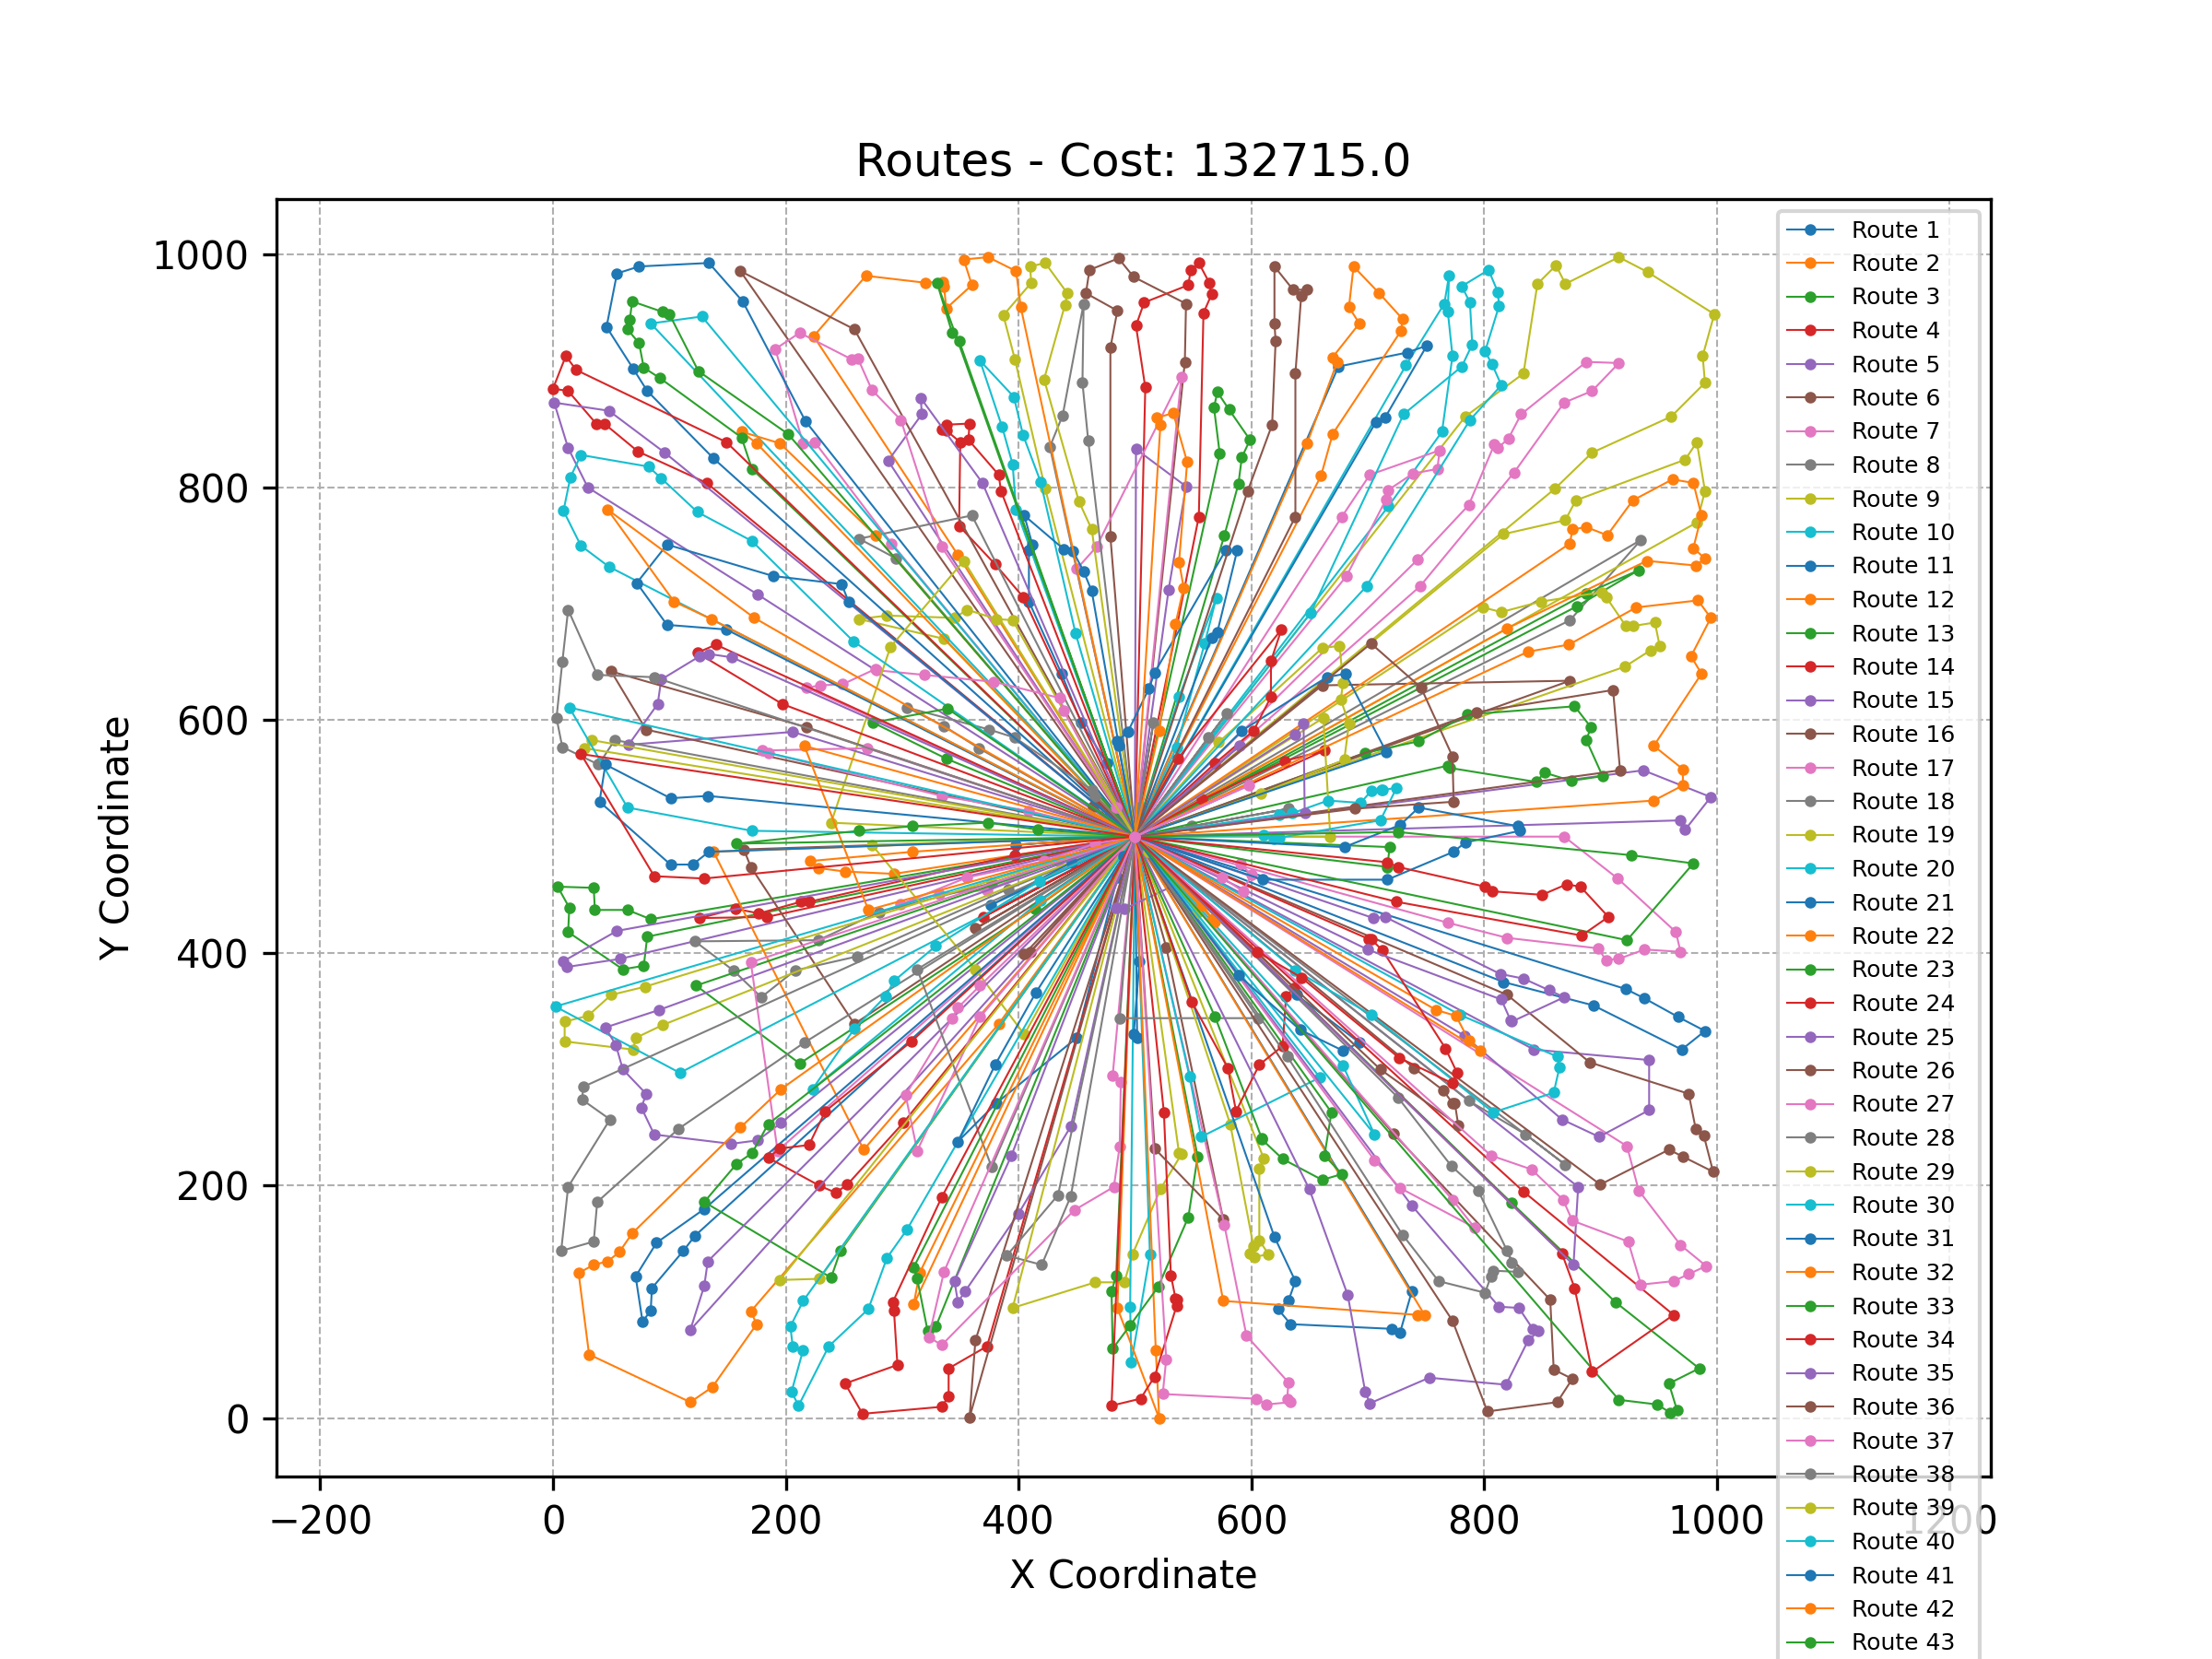 Routes - Cost: 132715.0
Y Coordinate
1000
800
600
400
200
0
−200
0
200
400
600
800
1000
1200
X Coordinate
Route 1
Route 2
Route 3
Route 4
Route 5
Route 6
Route 7
Route 8
Route 9
Route 10
Route 11
Route 12
Route 13
Route 14
Route 15
Route 16
Route 17
Route 18
Route 19
Route 20
Route 21
Route 22
Route 23
Route 24
Route 25
Route 26
Route 27
Route 28
Route 29
Route 30
Route 31
Route 32
Route 33
Route 34
Route 35
Route 36
Route 37
Route 38
Route 39
Route 40
Route 41
Route 42
Route 43